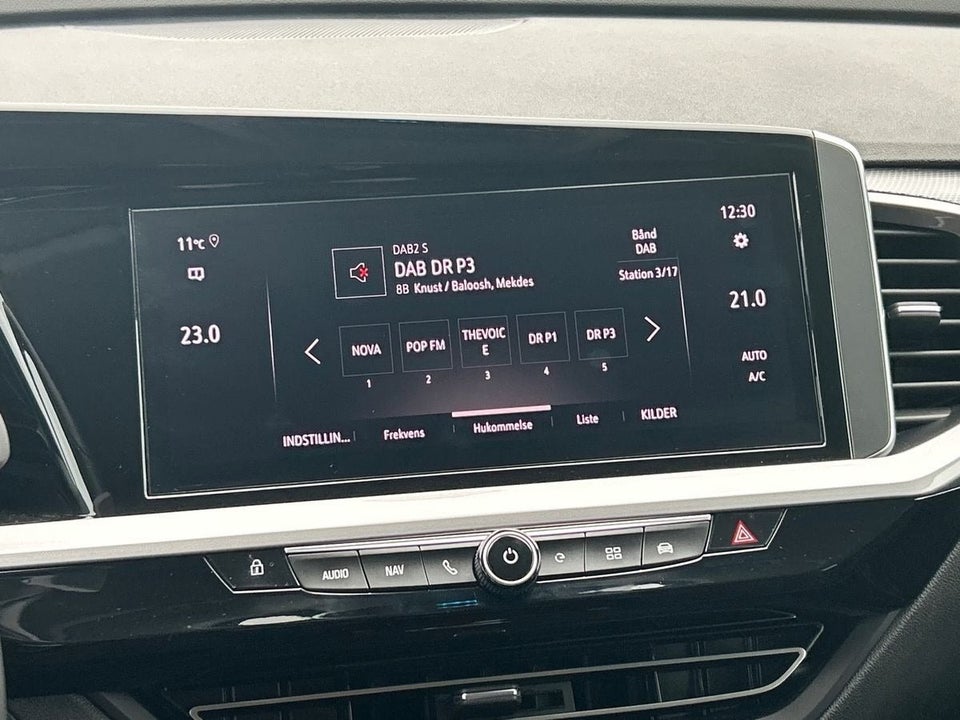 11°C
12:30
DAB2 S
DAB DR P3
8B Knust / Baloosh, Mekdes
Bånd
DAB
Station 3/17
23.0
21.0
NOVA
POP FM
THEVOIC
E
DR P1
DR P3
1
2
3
4
5
AUTO
A/C
INDSTILLIN...
Frekvens
Hukommelse
Liste
KILDER
AUDIO
NAV